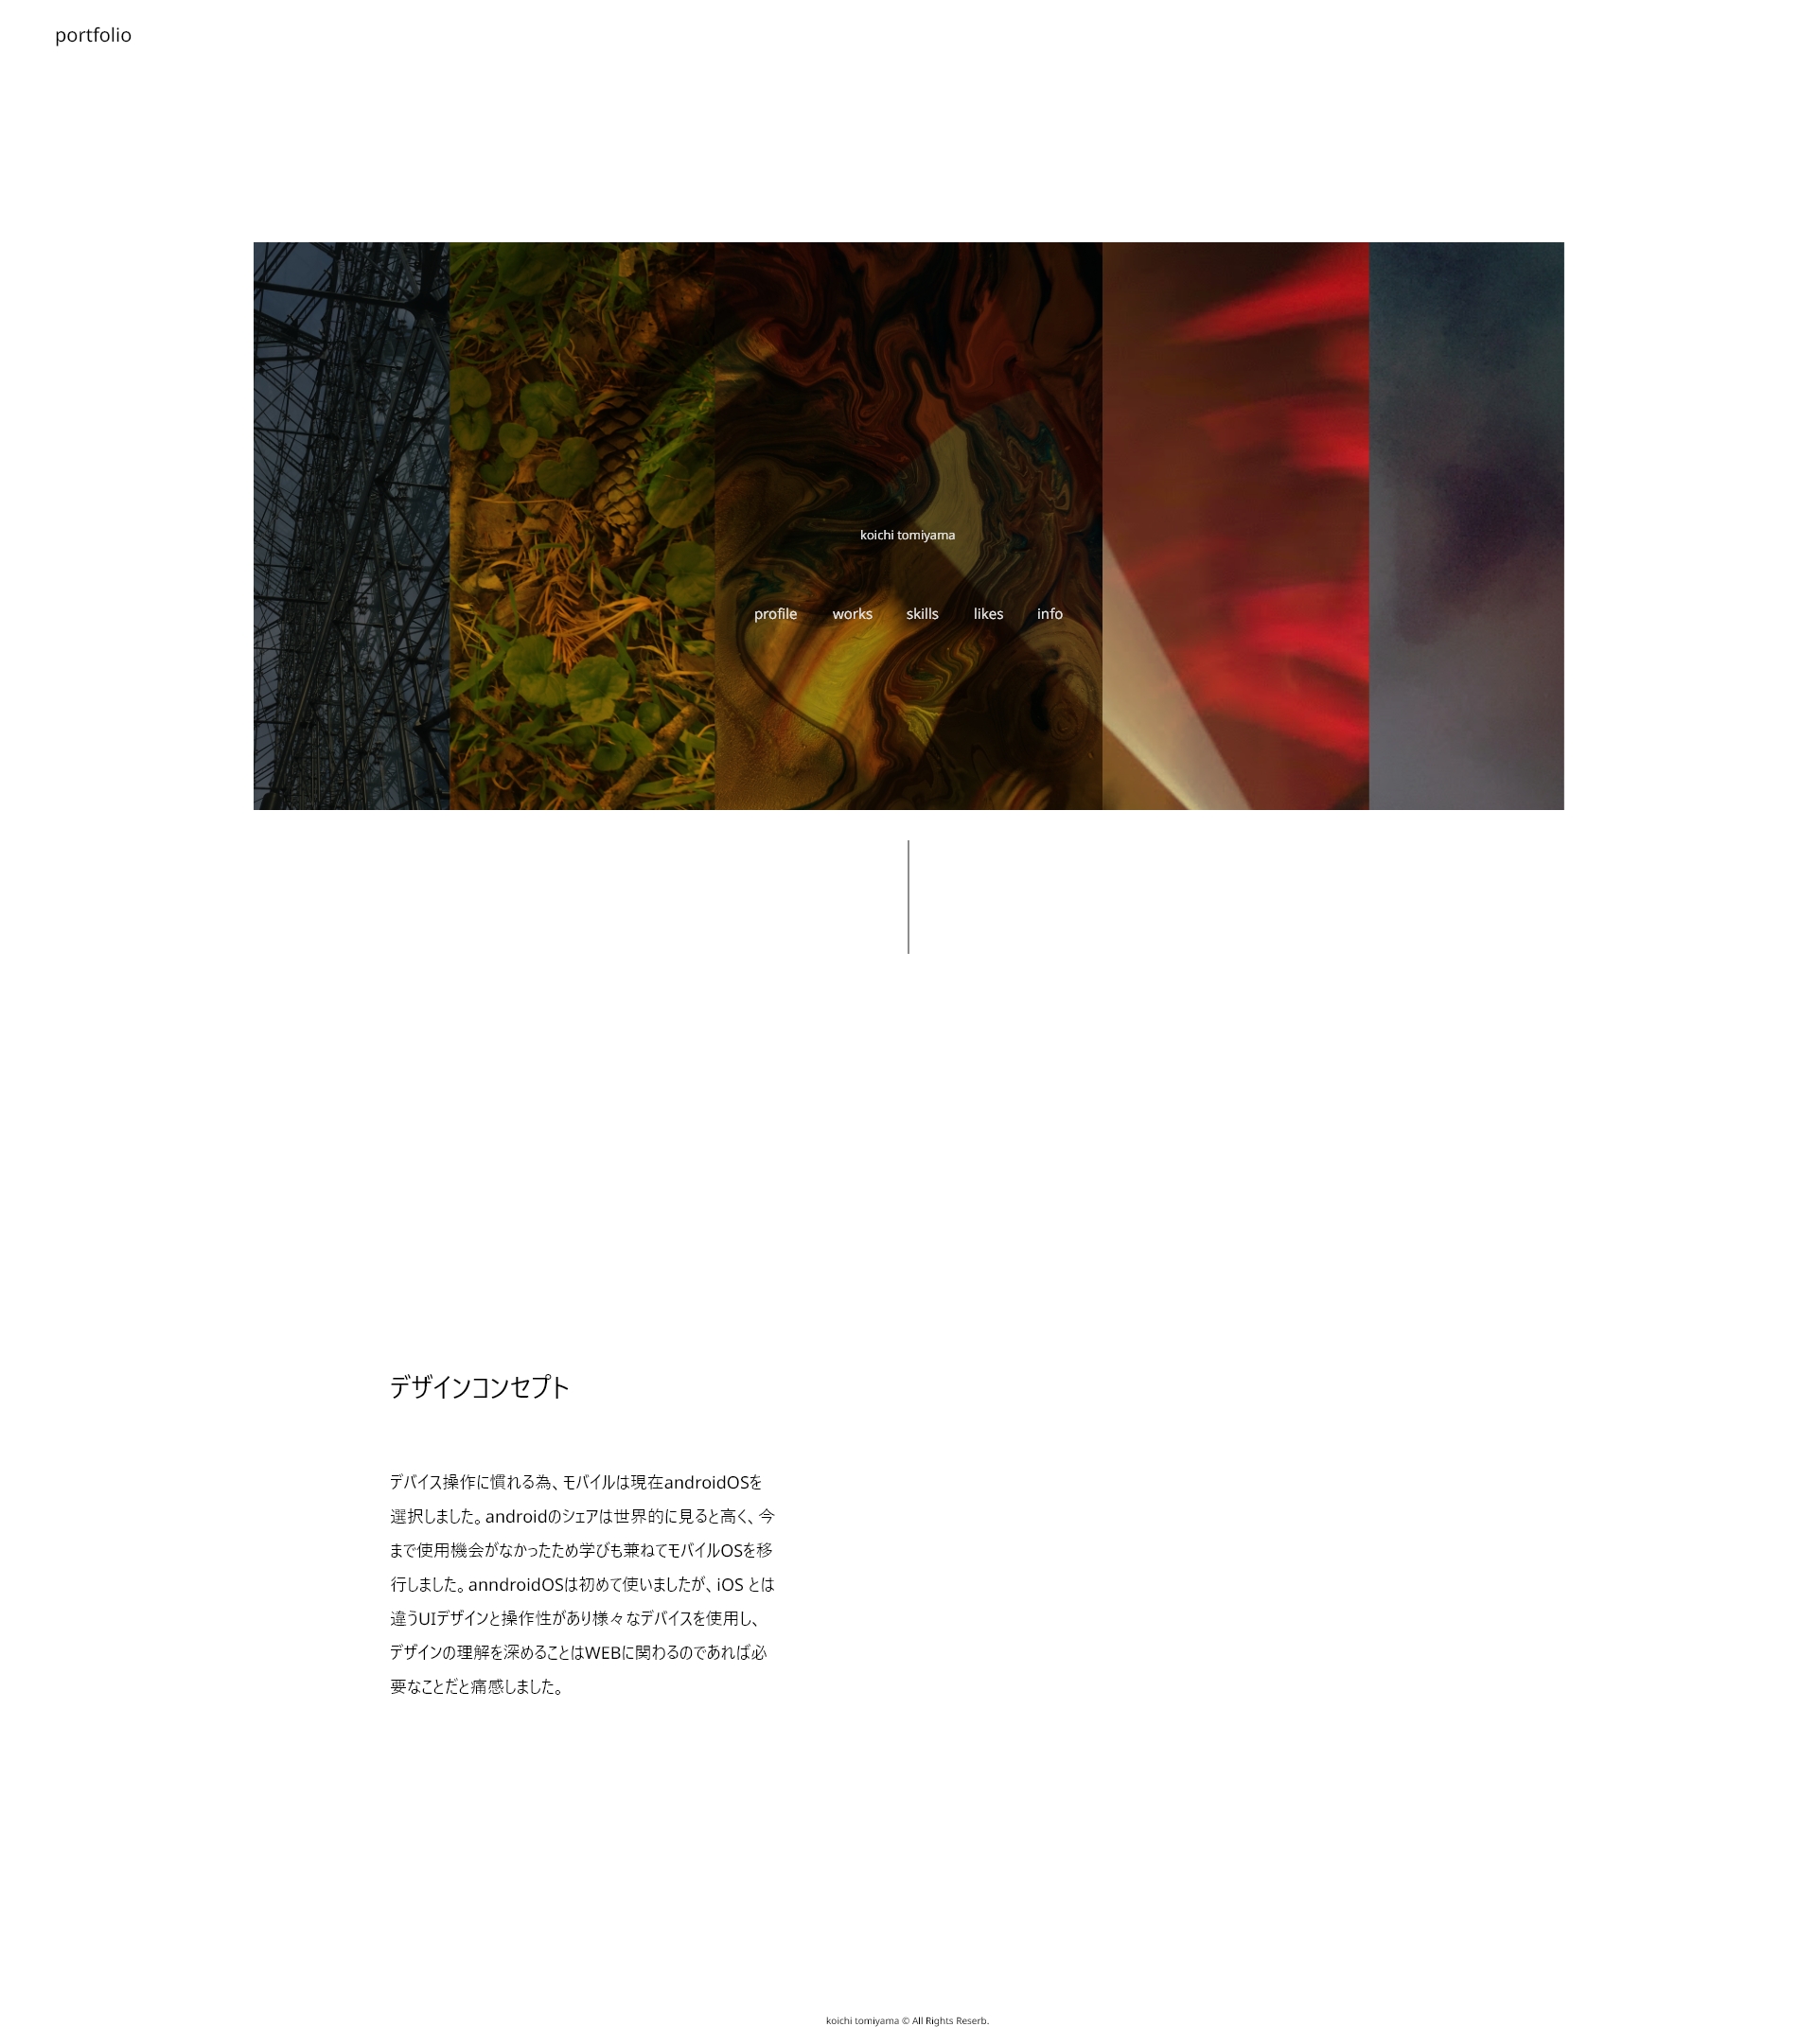 portfolio
koichi tomiyama
profile works skills likes info
デザインコンセプト
デバイス操作に慣れる為、モバイルは現在androidOSを
選択しました。androidのシェアは世界的に見ると高く、今
まで使用機会がなかったため学びも兼ねてモバイルOSを移
行しました。anndroidOSは初めて使いましたが、iOS とは
違うUIデザインと操作性があり様々なデバイスを使用し、
デザインの理解を深めることはWEBに関わるのであれば必
要なことだと痛感しました。
koichi tomiyama © All Rights Reserb.